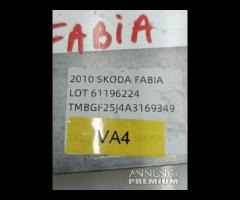 FABIA
2010 SKODA FABIA
LOT 61196224
TMBGF25J4A3169349
VA4
ANNUNCI
PREMIUM